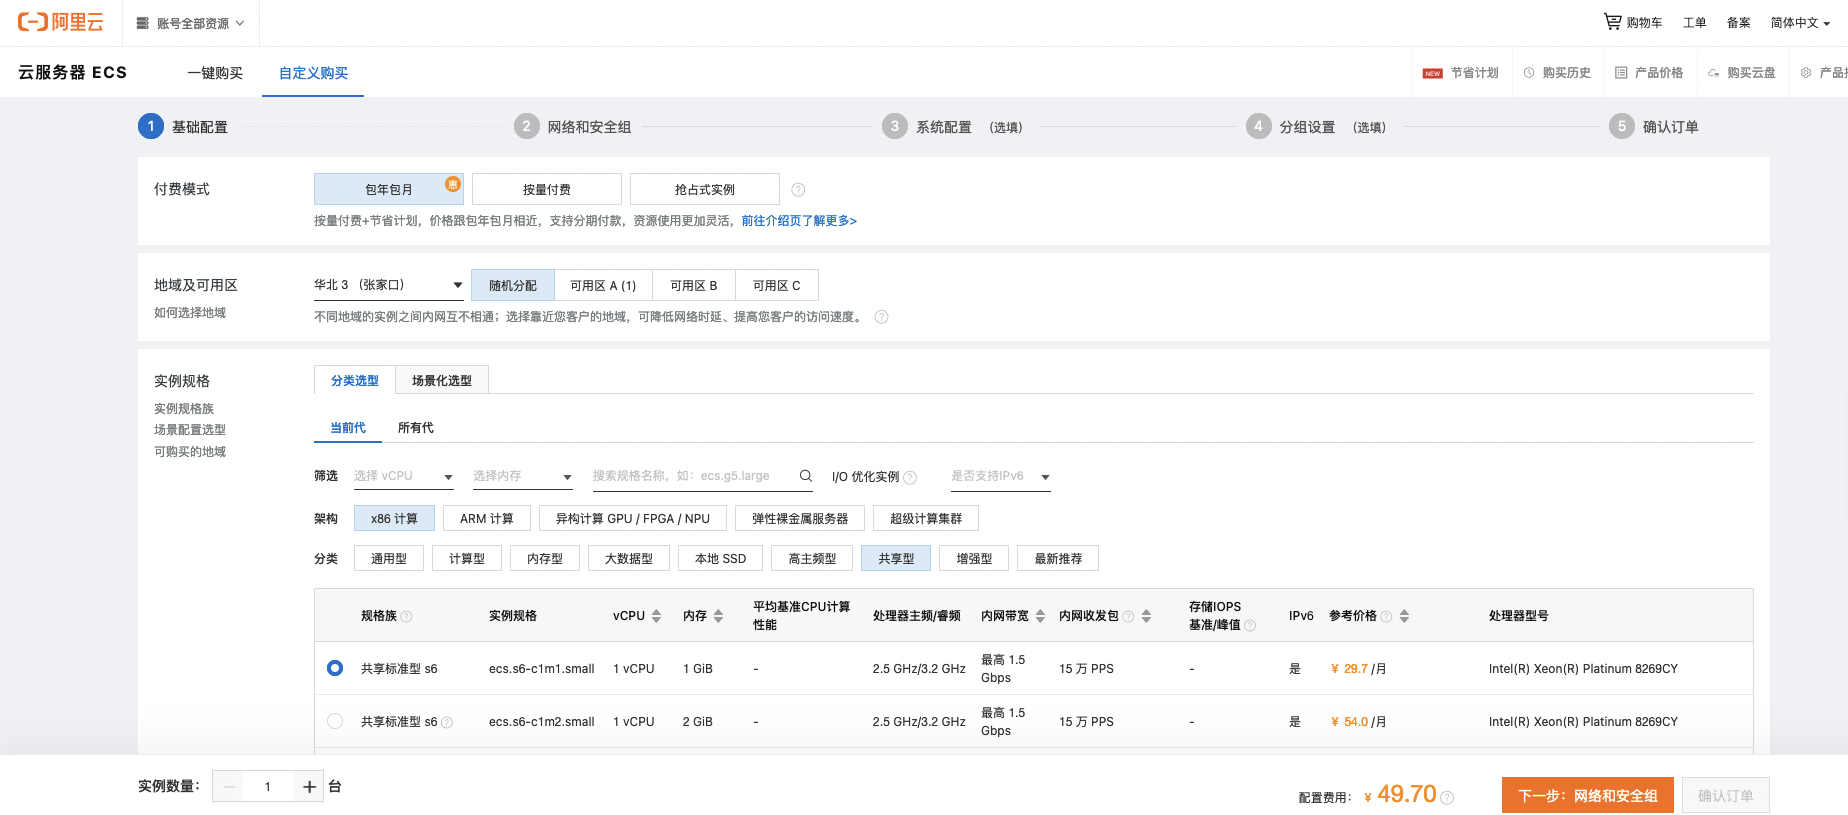 阿里云
账号全部资源
购物车
工单
备案
简体中文
云服务器 ECS
一键购买
自定义购买
NEW 节省计划
购买历史
产品价格
购买云盘
1 基础配置
2 网络和安全组
3 系统配置 (选填)
4 分组设置 (选填)
5 确认订单
付费模式
包年包月 惠
按量付费
抢占式实例 ?
按量付费+节省计划，价格跟包年包月相近，支持分期付款，资源使用更加灵活，前往介绍页了解更多>
地域及可用区
如何选择地域
华北 3 （张家口）
随机分配
可用区 A (1)
可用区 B
可用区 C
不同地域的实例之间内网互不相通；选择靠近您客户的地域，可降低网络时延、提高您客户的访问速度。 ?
实例规格
实例规格族
场景配置选型
可购买的地域
分类选型
场景化选型
当前代
所有代
筛选
选择 vCPU
选择内存
搜索规格名称，如：ecs.g5.large
I/O 优化实例 ?
是否支持IPv6
架构
x86 计算
ARM 计算
异构计算 GPU / FPGA / NPU
弹性裸金属服务器
超级计算集群
分类
通用型
计算型
内存型
大数据型
本地 SSD
高主频型
共享型
增强型
最新推荐
规格族 ?
实例规格
vCPU
内存
平均基准CPU计算
性能
处理器主频/睿频
内网带宽
内网收发包 ?
存储IOPS
基准/峰值 ?
IPv6
参考价格 ?
处理器型号
共享标准型 s6
ecs.s6-c1m1.small
1 vCPU
1 GiB
-
2.5 GHz/3.2 GHz
最高 1.5
Gbps
15 万 PPS
-
是
¥ 29.7 /月
Intel(R) Xeon(R) Platinum 8269CY
共享标准型 s6 ?
ecs.s6-c1m2.small
1 vCPU
2 GiB
-
2.5 GHz/3.2 GHz
最高 1.5
Gbps
15 万 PPS
-
是
¥ 54.0 /月
Intel(R) Xeon(R) Platinum 8269CY
实例数量：
− 1 + 台
配置费用： ¥ 49.70 ?
下一步：网络和安全组
确认订单